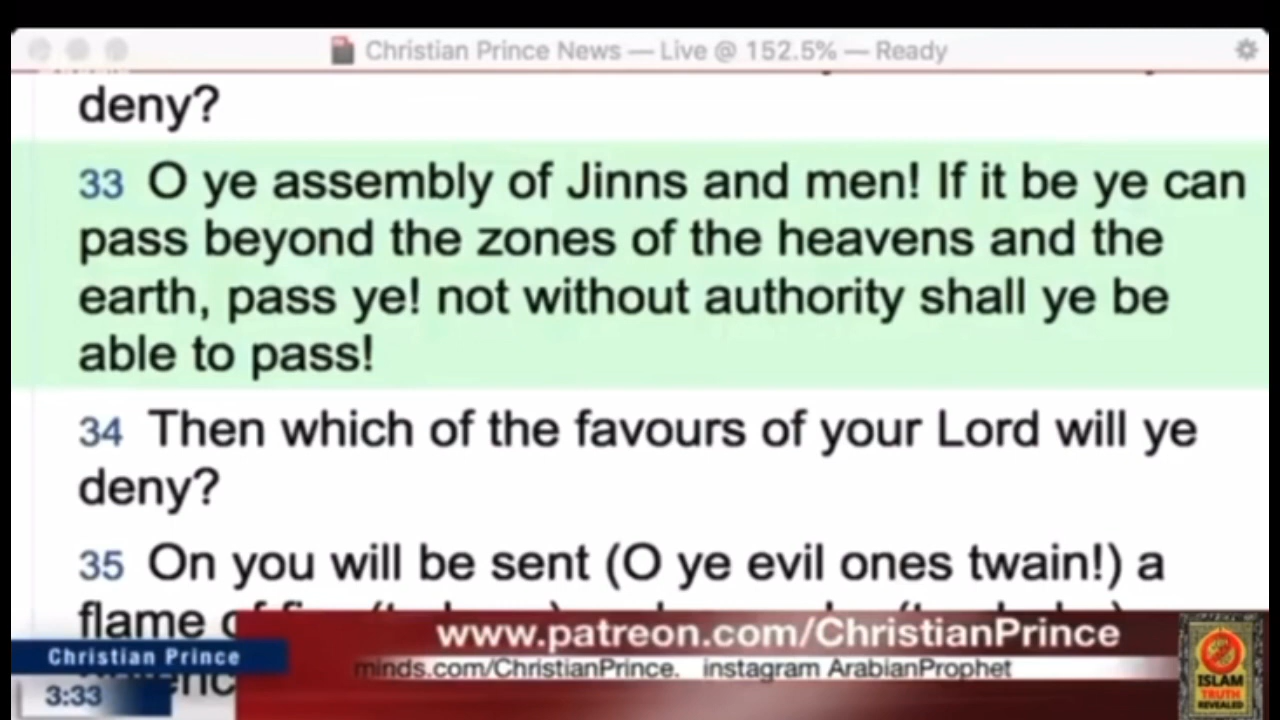 Christian Prince News — Live @ 152.5% — Ready
deny?
33 O ye assembly of Jinns and men! If it be ye can
pass beyond the zones of the heavens and the
earth, pass ye! not without authority shall ye be
able to pass!
34 Then which of the favours of your Lord will ye
deny?
35 On you will be sent (O ye evil ones twain!) a
flame
www.patreon.com/ChristianPrince
Christian Prince
minds.com/ChristianPrince. instagram ArabianProphet
3:33
ISLAM
TRUTH
REVEALED